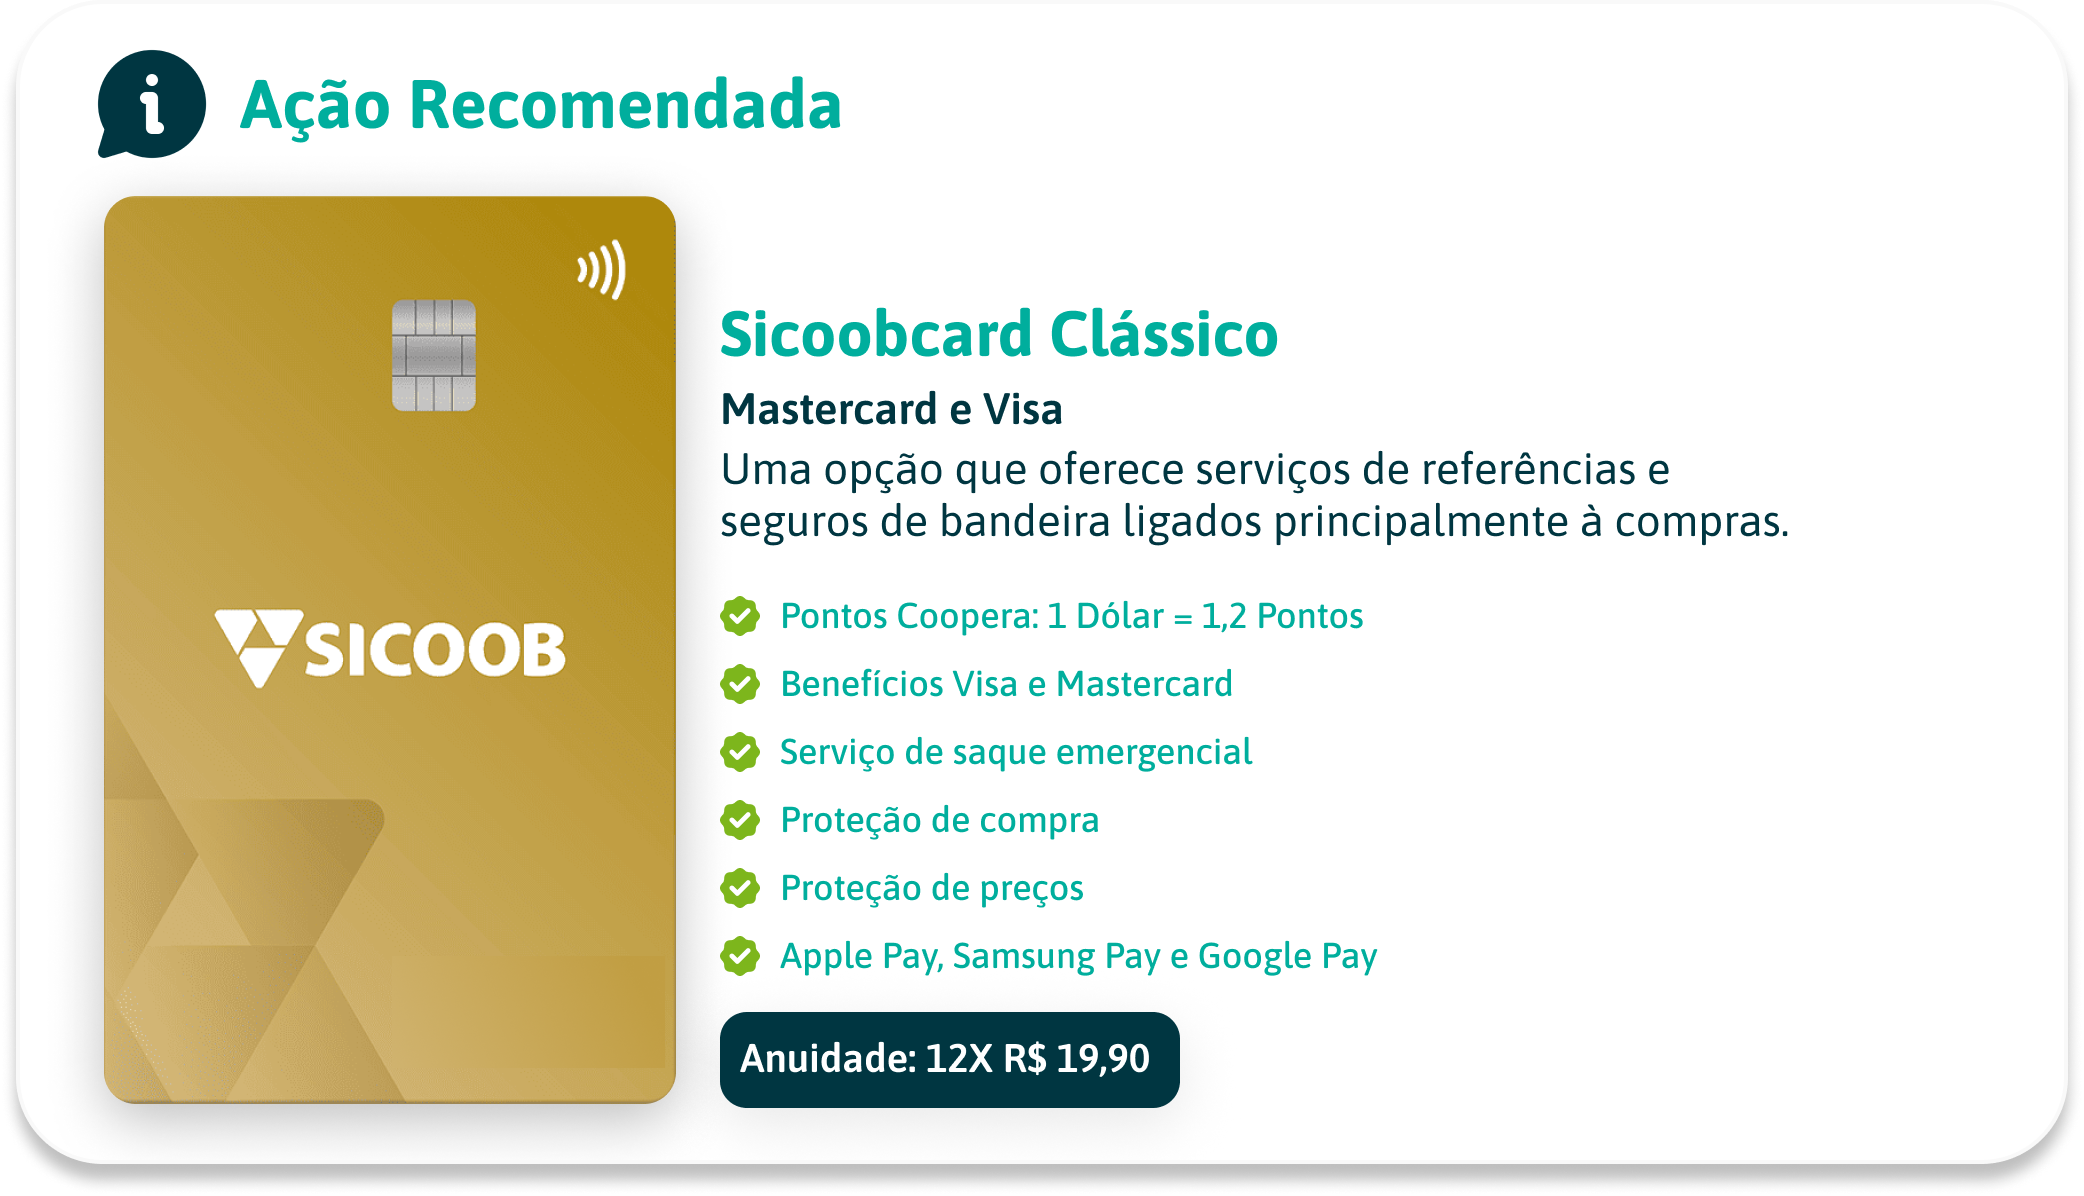 Ação Recomendada
SICOOB
Sicoobcard Clássico
Mastercard e Visa
Uma opção que oferece serviços de referências e
seguros de bandeira ligados principalmente à compras.
Pontos Coopera: 1 Dólar = 1,2 Pontos
Benefícios Visa e Mastercard
Serviço de saque emergencial
Proteção de compra
Proteção de preços
Apple Pay, Samsung Pay e Google Pay
Anuidade: 12X R$ 19,90